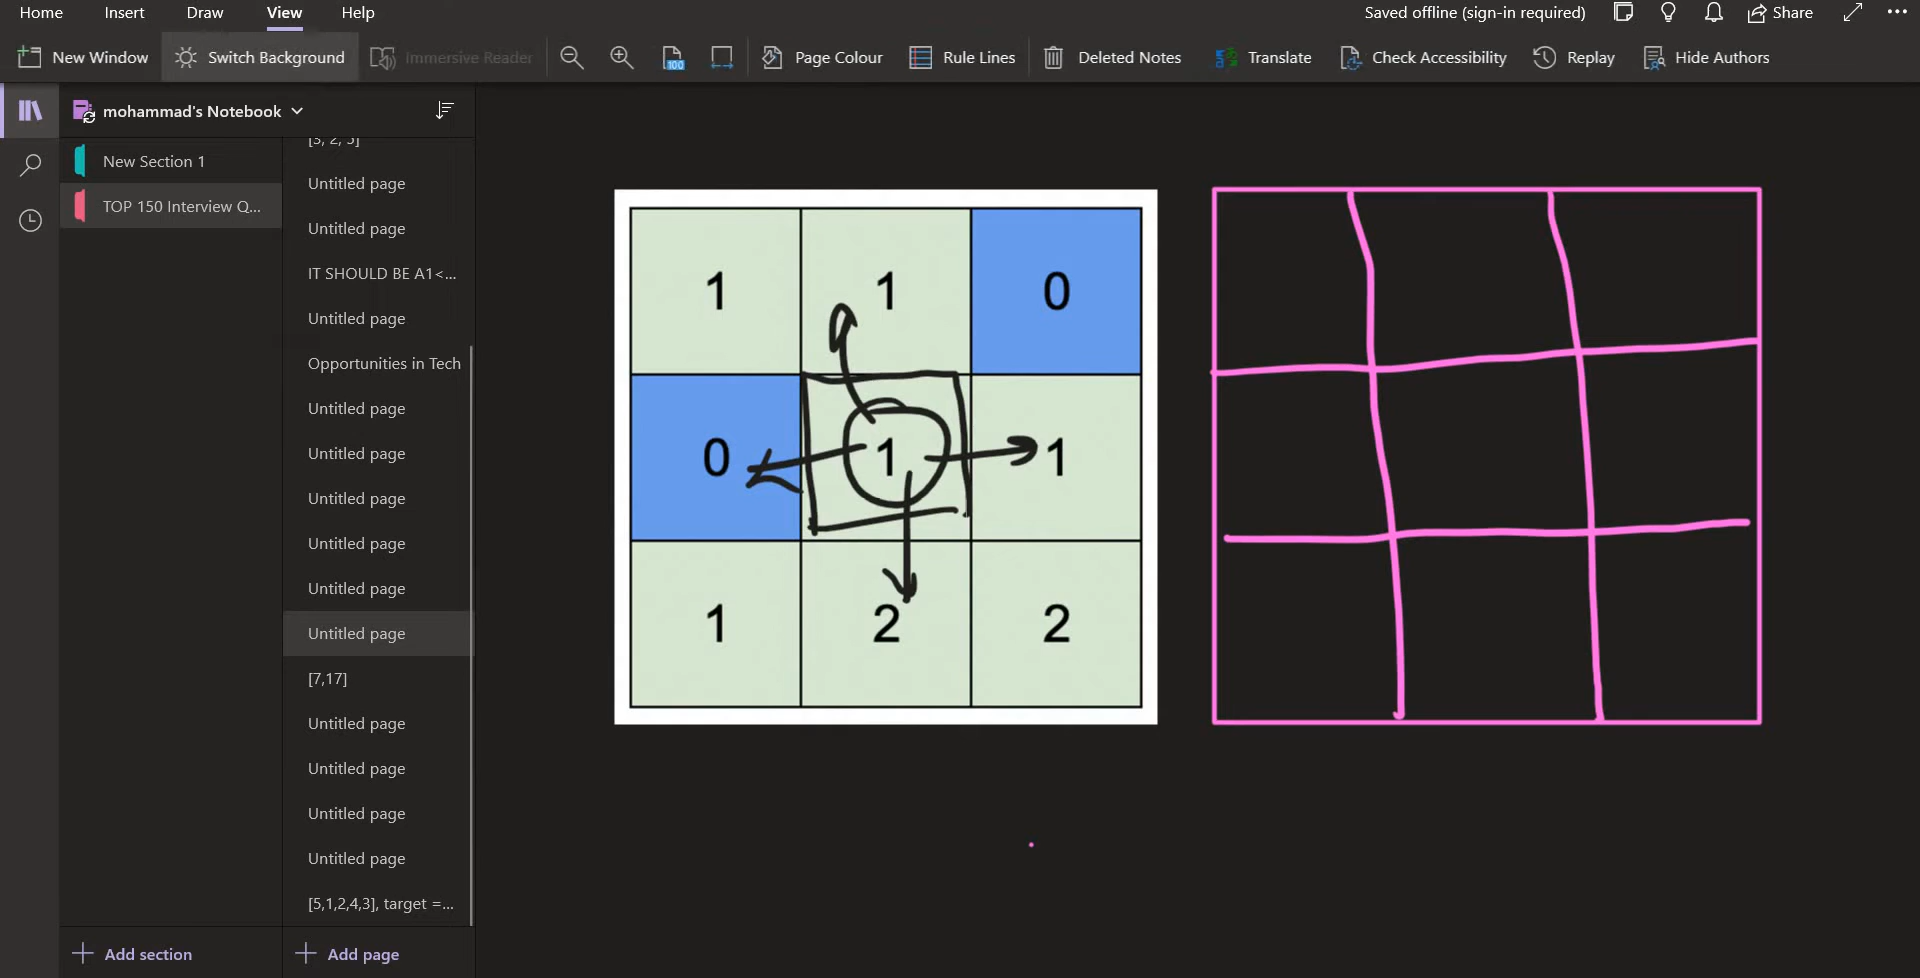 Home Insert Draw View Help
Saved offline (sign-in required) Share
New Window Switch Background Immersive Reader 100 Page Colour Rule Lines Deleted Notes Translate Check Accessibility Replay Hide Authors
mohammad's Notebook
New Section 1
TOP 150 Interview Q...
[3, 2, 5]
Untitled page
Untitled page
IT SHOULD BE A1<...
Untitled page
Opportunities in Tech
Untitled page
Untitled page
Untitled page
Untitled page
Untitled page
Untitled page
[7,17]
Untitled page
Untitled page
Untitled page
Untitled page
[5,1,2,4,3], target =...
Add section
Add page
1 1 0
0 1 1
1 2 2